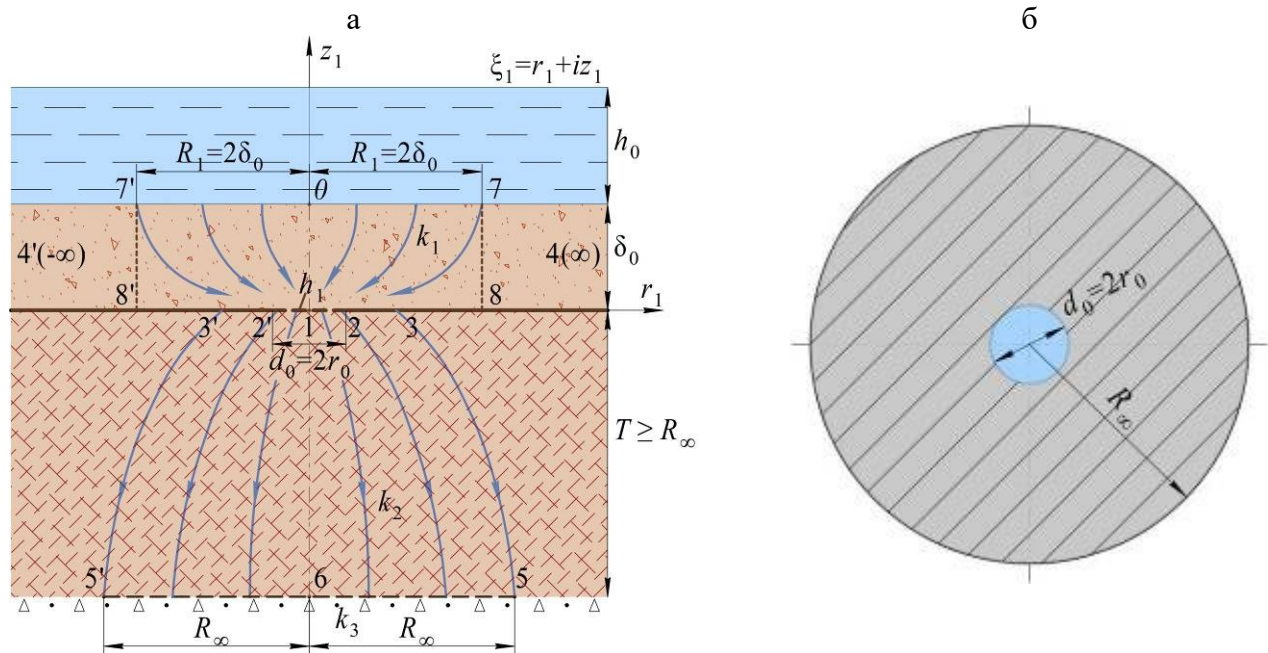 а
б
z₁
ξ₁=r₁+iz₁
R₁=2δ₀
R₁=2δ₀
h₀
7'
0
7
k₁
4'(-∞)
4(∞)
δ₀
8'
h₁
8
r₁
3'
2'
1
2
3
d₀=2r₀
d₀=2r₀
R∞
T ≥ R∞
k₂
5'
6
5
R∞
k₃
R∞